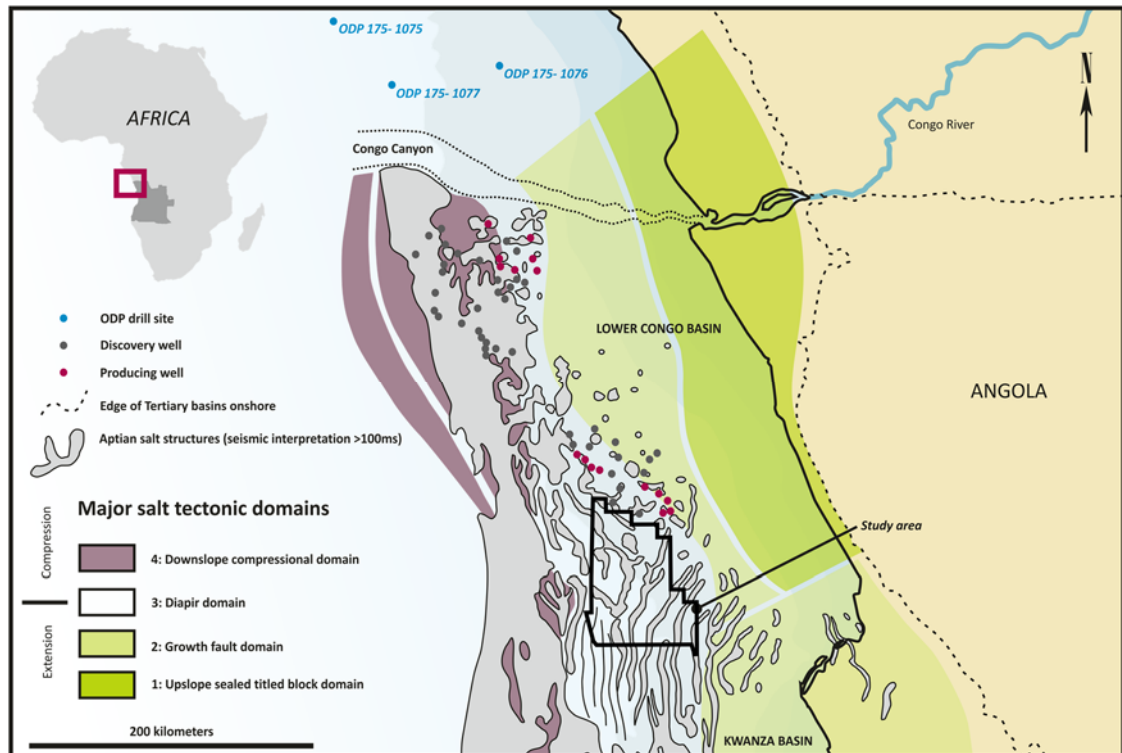 ODP 175- 1075
ODP 175- 1076
ODP 175- 1077
AFRICA
N
Congo River
Congo Canyon
ODP drill site
Discovery well
Producing well
Edge of Tertiary basins onshore
Aptian salt structures (seismic interpretation >100ms)
LOWER CONGO BASIN
ANGOLA
Major salt tectonic domains
Study area
Compression
4: Downslope compressional domain
3: Diapir domain
Extension
2: Growth fault domain
1: Upslope sealed titled block domain
200 kilometers
KWANZA BASIN